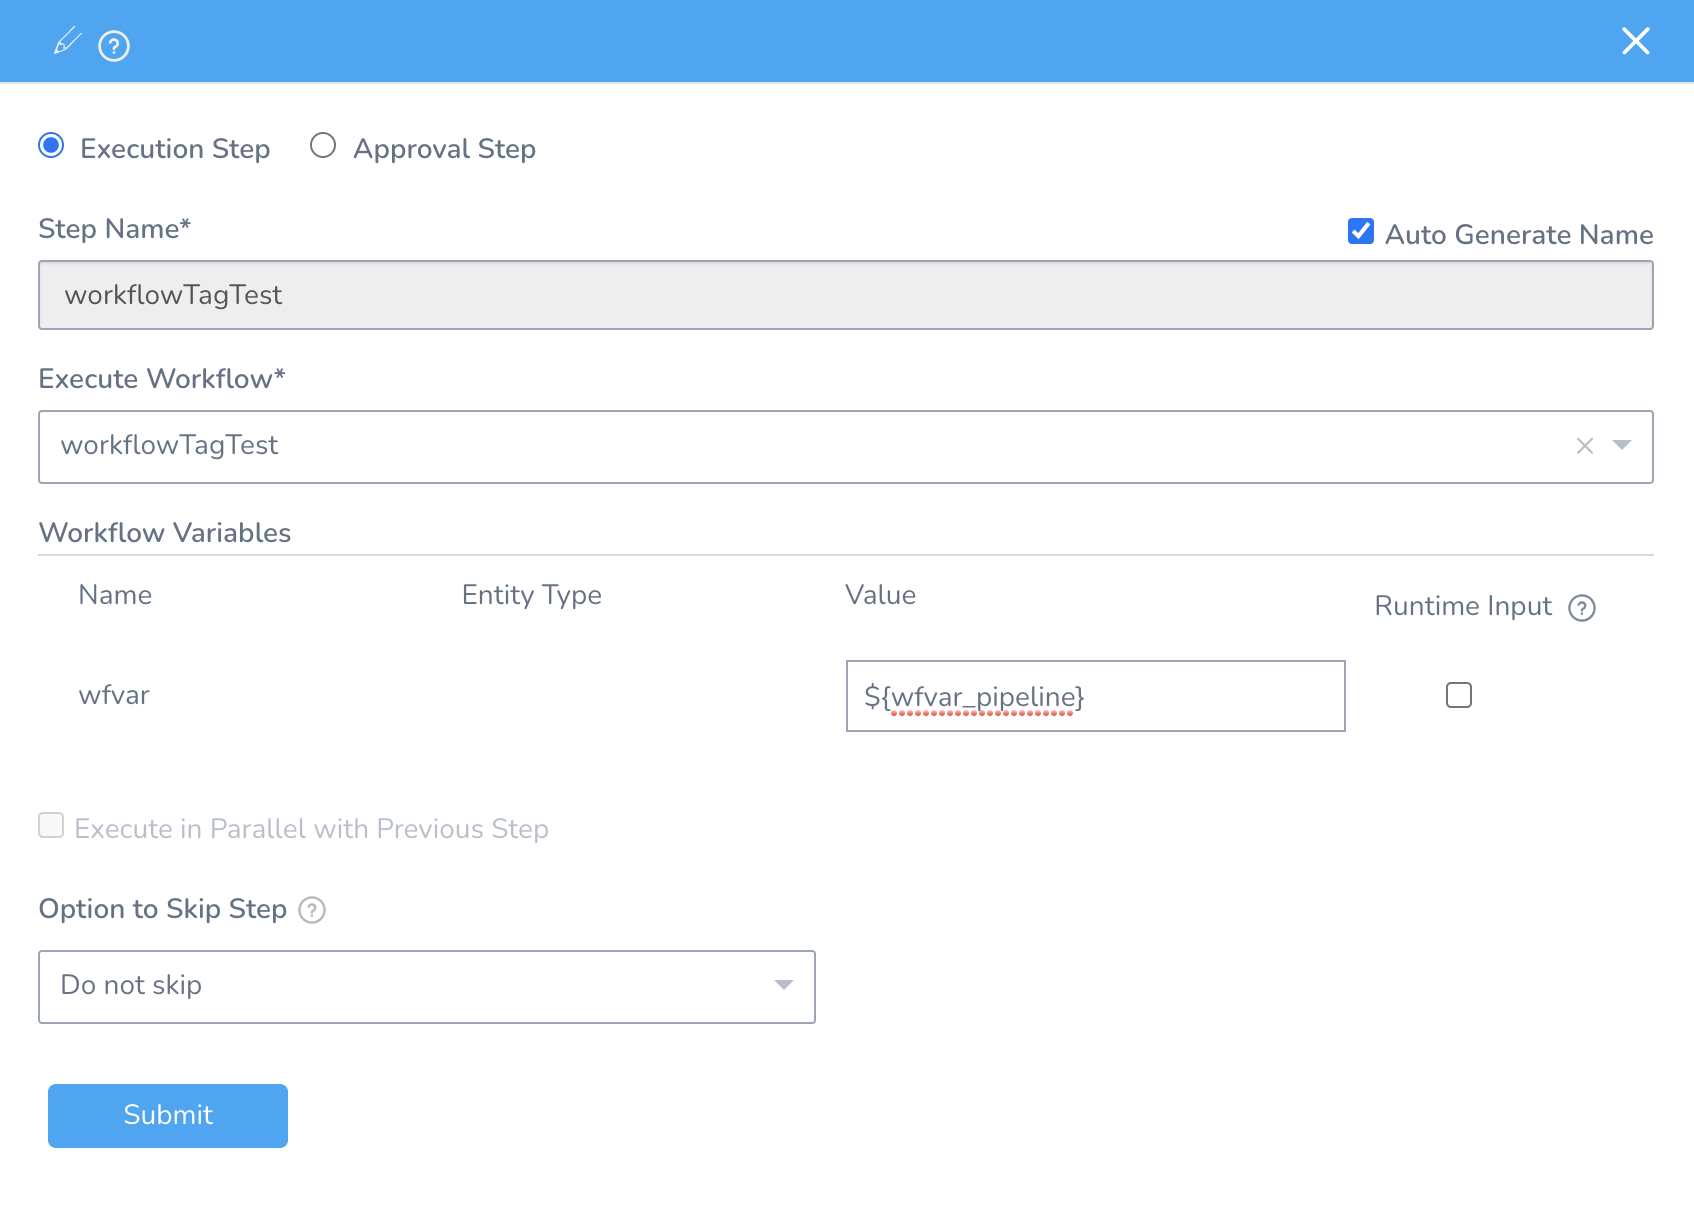 Execution Step Approval Step
Step Name* Auto Generate Name
workflowTagTest
Execute Workflow*
workflowTagTest
Workflow Variables
Name Entity Type Value Runtime Input ?
wfvar ${wfvar_pipeline}
Execute in Parallel with Previous Step
Option to Skip Step ?
Do not skip
Submit